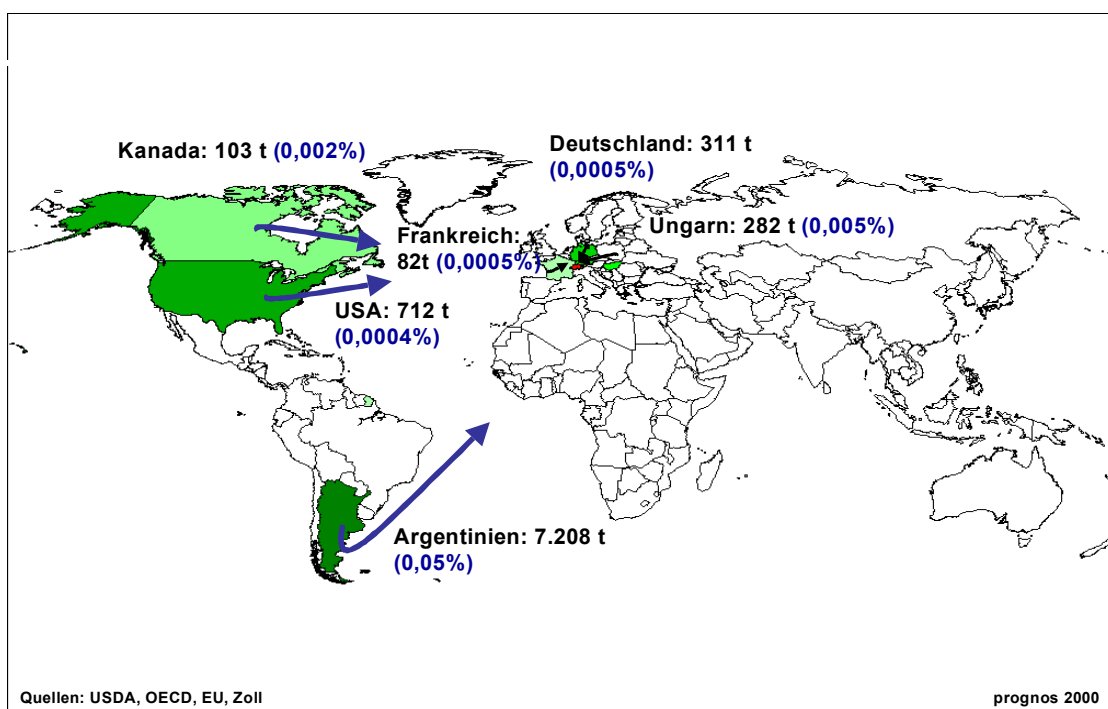 Kanada: 103 t (0,002%)
Deutschland: 311 t
(0,0005%)
Frankreich:
82t (0,0005%)
Ungarn: 282 t (0,005%)
USA: 712 t
(0,0004%)
Argentinien: 7.208 t
(0,05%)
Quellen: USDA, OECD, EU, Zoll
prognos 2000